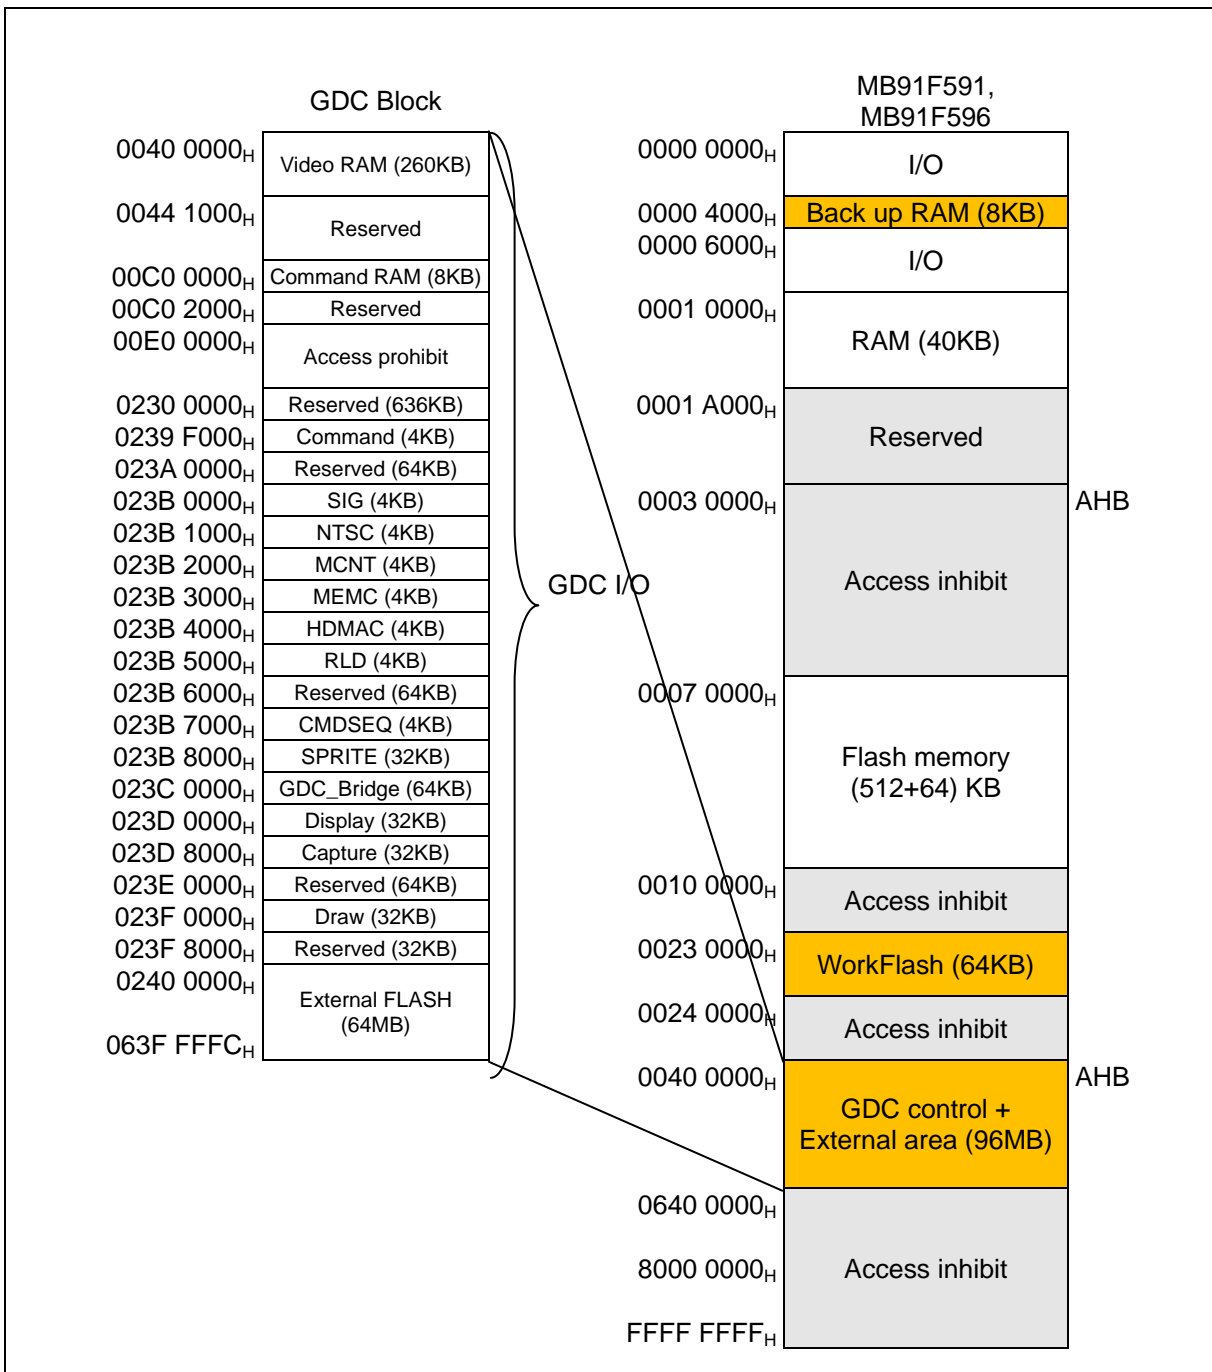 GDC Block
0040 0000H
Video RAM (260KB)
0044 1000H
Reserved
00C0 0000H
Command RAM (8KB)
00C0 2000H
Reserved
00E0 0000H
Access prohibit
0230 0000H
Reserved (636KB)
0239 F000H
Command (4KB)
023A 0000H
Reserved (64KB)
023B 0000H
SIG (4KB)
023B 1000H
NTSC (4KB)
023B 2000H
MCNT (4KB)
023B 3000H
MEMC (4KB)
023B 4000H
HDMAC (4KB)
023B 5000H
RLD (4KB)
023B 6000H
Reserved (64KB)
023B 7000H
CMDSEQ (4KB)
023B 8000H
SPRITE (32KB)
023C 0000H
GDC_Bridge (64KB)
023D 0000H
Display (32KB)
023D 8000H
Capture (32KB)
023E 0000H
Reserved (64KB)
023F 0000H
Draw (32KB)
023F 8000H
Reserved (32KB)
0240 0000H
External FLASH
(64MB)
063F FFFCH
GDC I/O
MB91F591,
MB91F596
0000 0000H
I/O
0000 4000H
Back up RAM (8KB)
0000 6000H
I/O
0001 0000H
RAM (40KB)
0001 A000H
Reserved
0003 0000H
AHB
Access inhibit
0007 0000H
Flash memory
(512+64) KB
0010 0000H
Access inhibit
0023 0000H
WorkFlash (64KB)
0024 0000H
Access inhibit
0040 0000H
AHB
GDC control +
External area (96MB)
0640 0000H
8000 0000H
Access inhibit
FFFF FFFFH